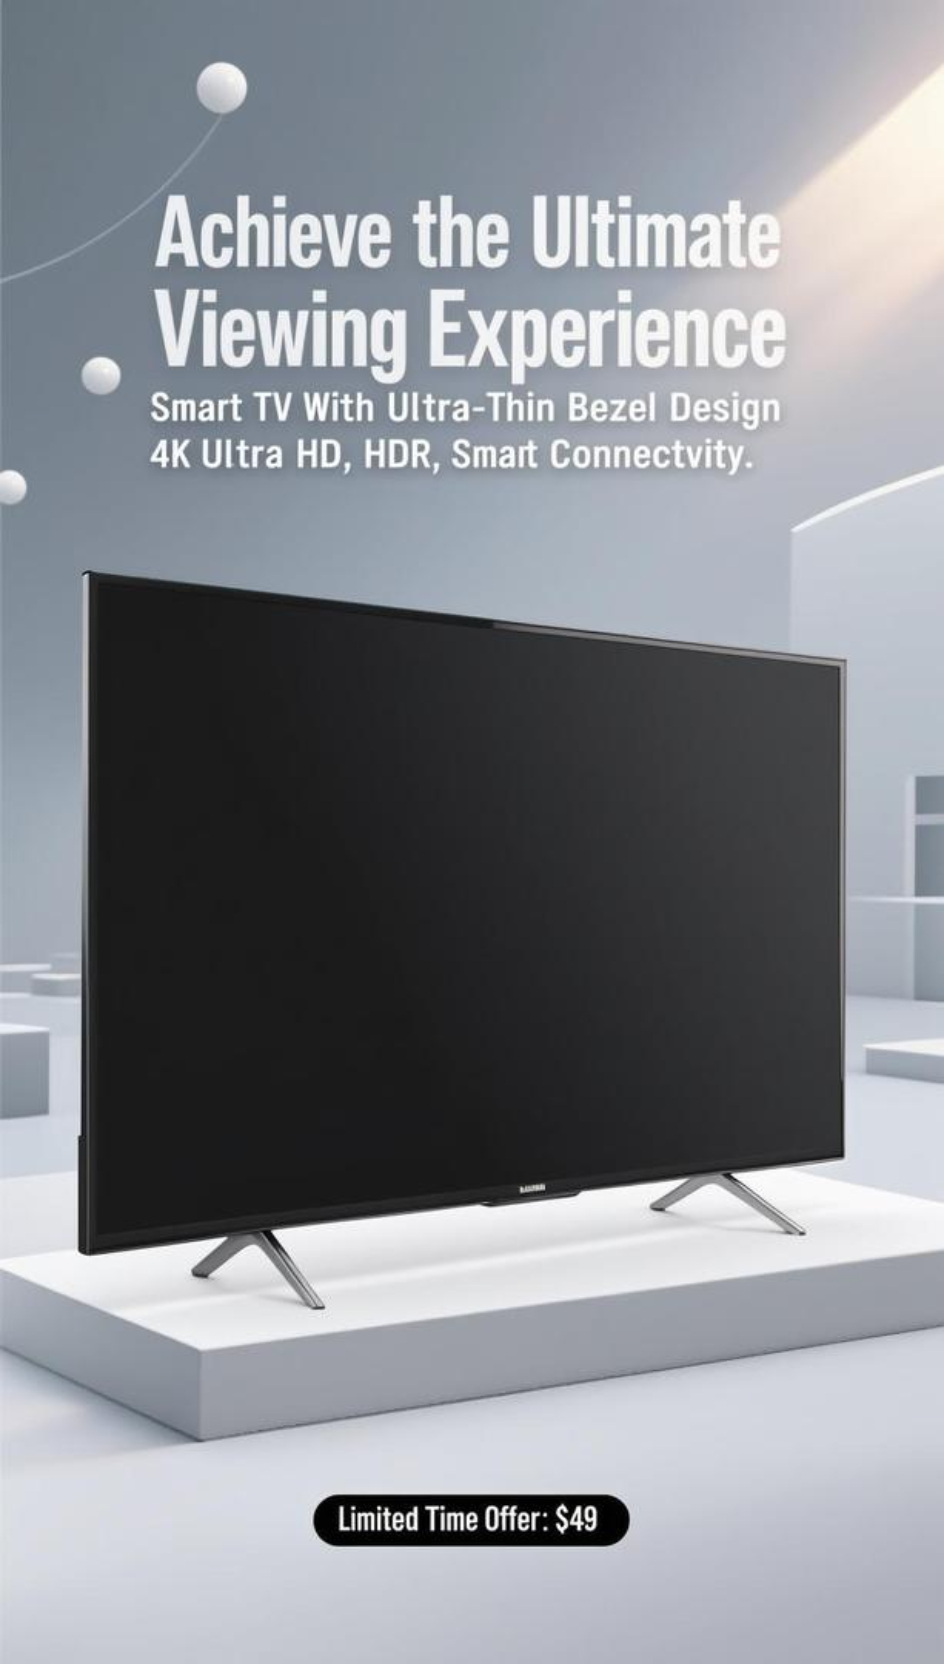 Achieve the Ultimate
Viewing Experience
Smart TV With Ultra-Thin Bezel Design
4K Ultra HD, HDR, Smart Connectvity.
Limited Time Offer: $49